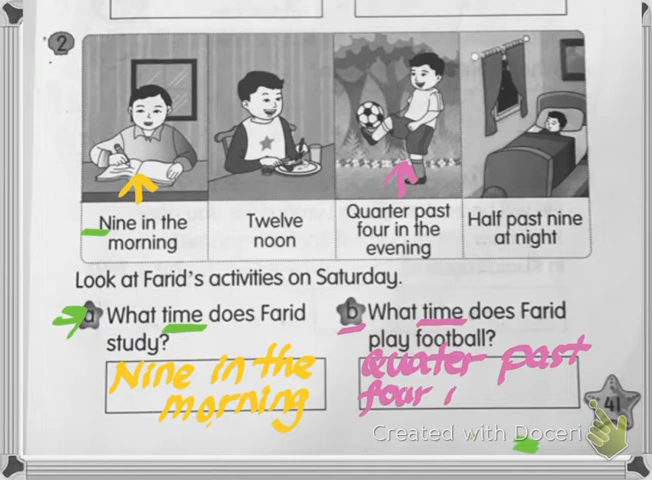 2
Nine in the
morning
Twelve
noon
Quarter past
four in the
evening
Half past nine
at night
Look at Farid's activities on Saturday.
a What time does Farid
study?
Nine in the
morning
b What time does Farid
play football?
Quater past
four
41
Created with Doceri